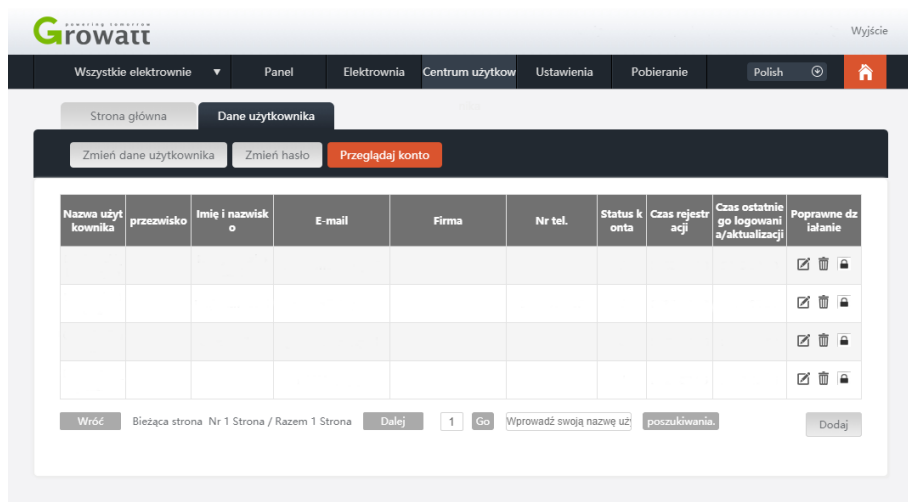 powering tomorrow
Growatt
Wyjście
Wszystkie elektrownie ▼ Panel Elektrownia Centrum użytkow Ustawienia Pobieranie Polish
Strona główna Dane użytkownika
Zmień dane użytkownika Zmień hasło Przeglądaj konto
Nazwa użyt
kownika
przezwisko
Imię i nazwisk
o
E-mail
Firma
Nr tel.
Status k
onta
Czas rejestr
acji
Czas ostatnie
go logowani
a/aktualizacji
Poprawne dz
iałanie
Wróć Bieżąca strona Nr 1 Strona / Razem 1 Strona Dalej 1 Go Wprowadź swoją nazwę uż poszukiwania.
Dodaj